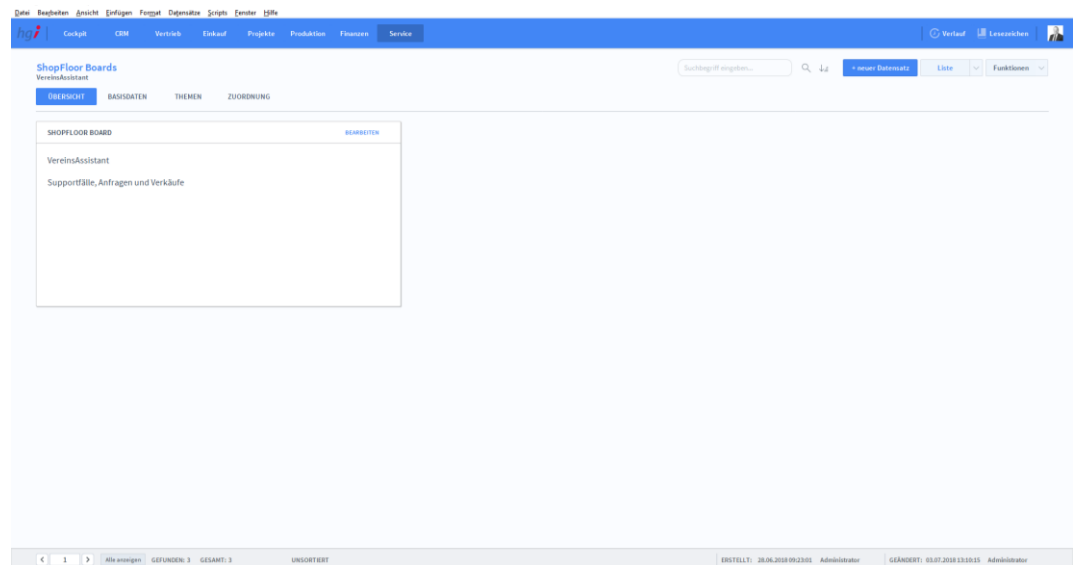 Datei Bearbeiten Ansicht Einfügen Format Datensätze Scripts Fenster Hilfe
hgi Cockpit CRM Vertrieb Einkauf Projekte Produktion Finanzen Service Verlauf Lesezeichen
ShopFloor Boards
VereinsAssistant
Suchbegriff eingeben... + neuer Datensatz Liste Funktionen
ÜBERSICHT BASISDATEN THEMEN ZUORDNUNG
SHOPFLOOR BOARD BEARBEITEN
VereinsAssistant
Supportfälle, Anfragen und Verkäufe
1 Alle anzeigen GEFUNDEN: 3 GESAMT: 3 UNSORTIERT ERSTELLT: 28.06.2018 09:23:01 Administrator GEÄNDERT: 03.07.2018 13:10:15 Administrator